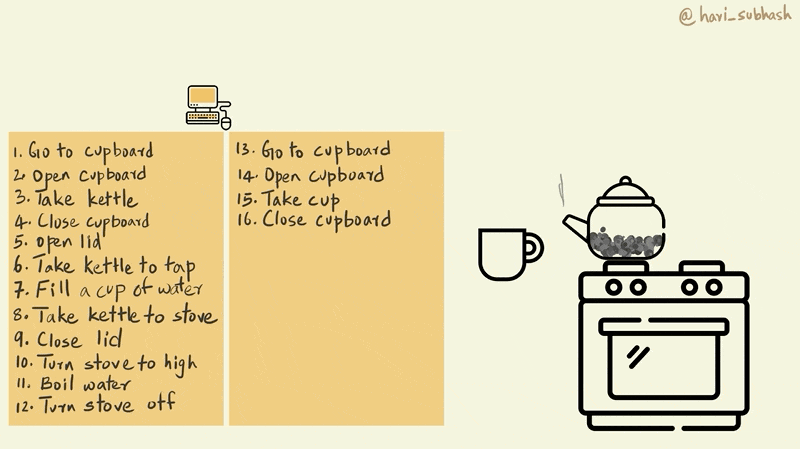 @hari_subhash
1. Go to cupboard
2. Open cupboard
3. Take kettle
4. Close cupboard
5. Open lid
6. Take kettle to tap
7. Fill a cup of water
8. Take kettle to stove
9. Close lid
10. Turn stove to high
11. Boil water
12. Turn stove off
13. Go to cupboard
14. Open cupboard
15. Take cup
16. Close cupboard